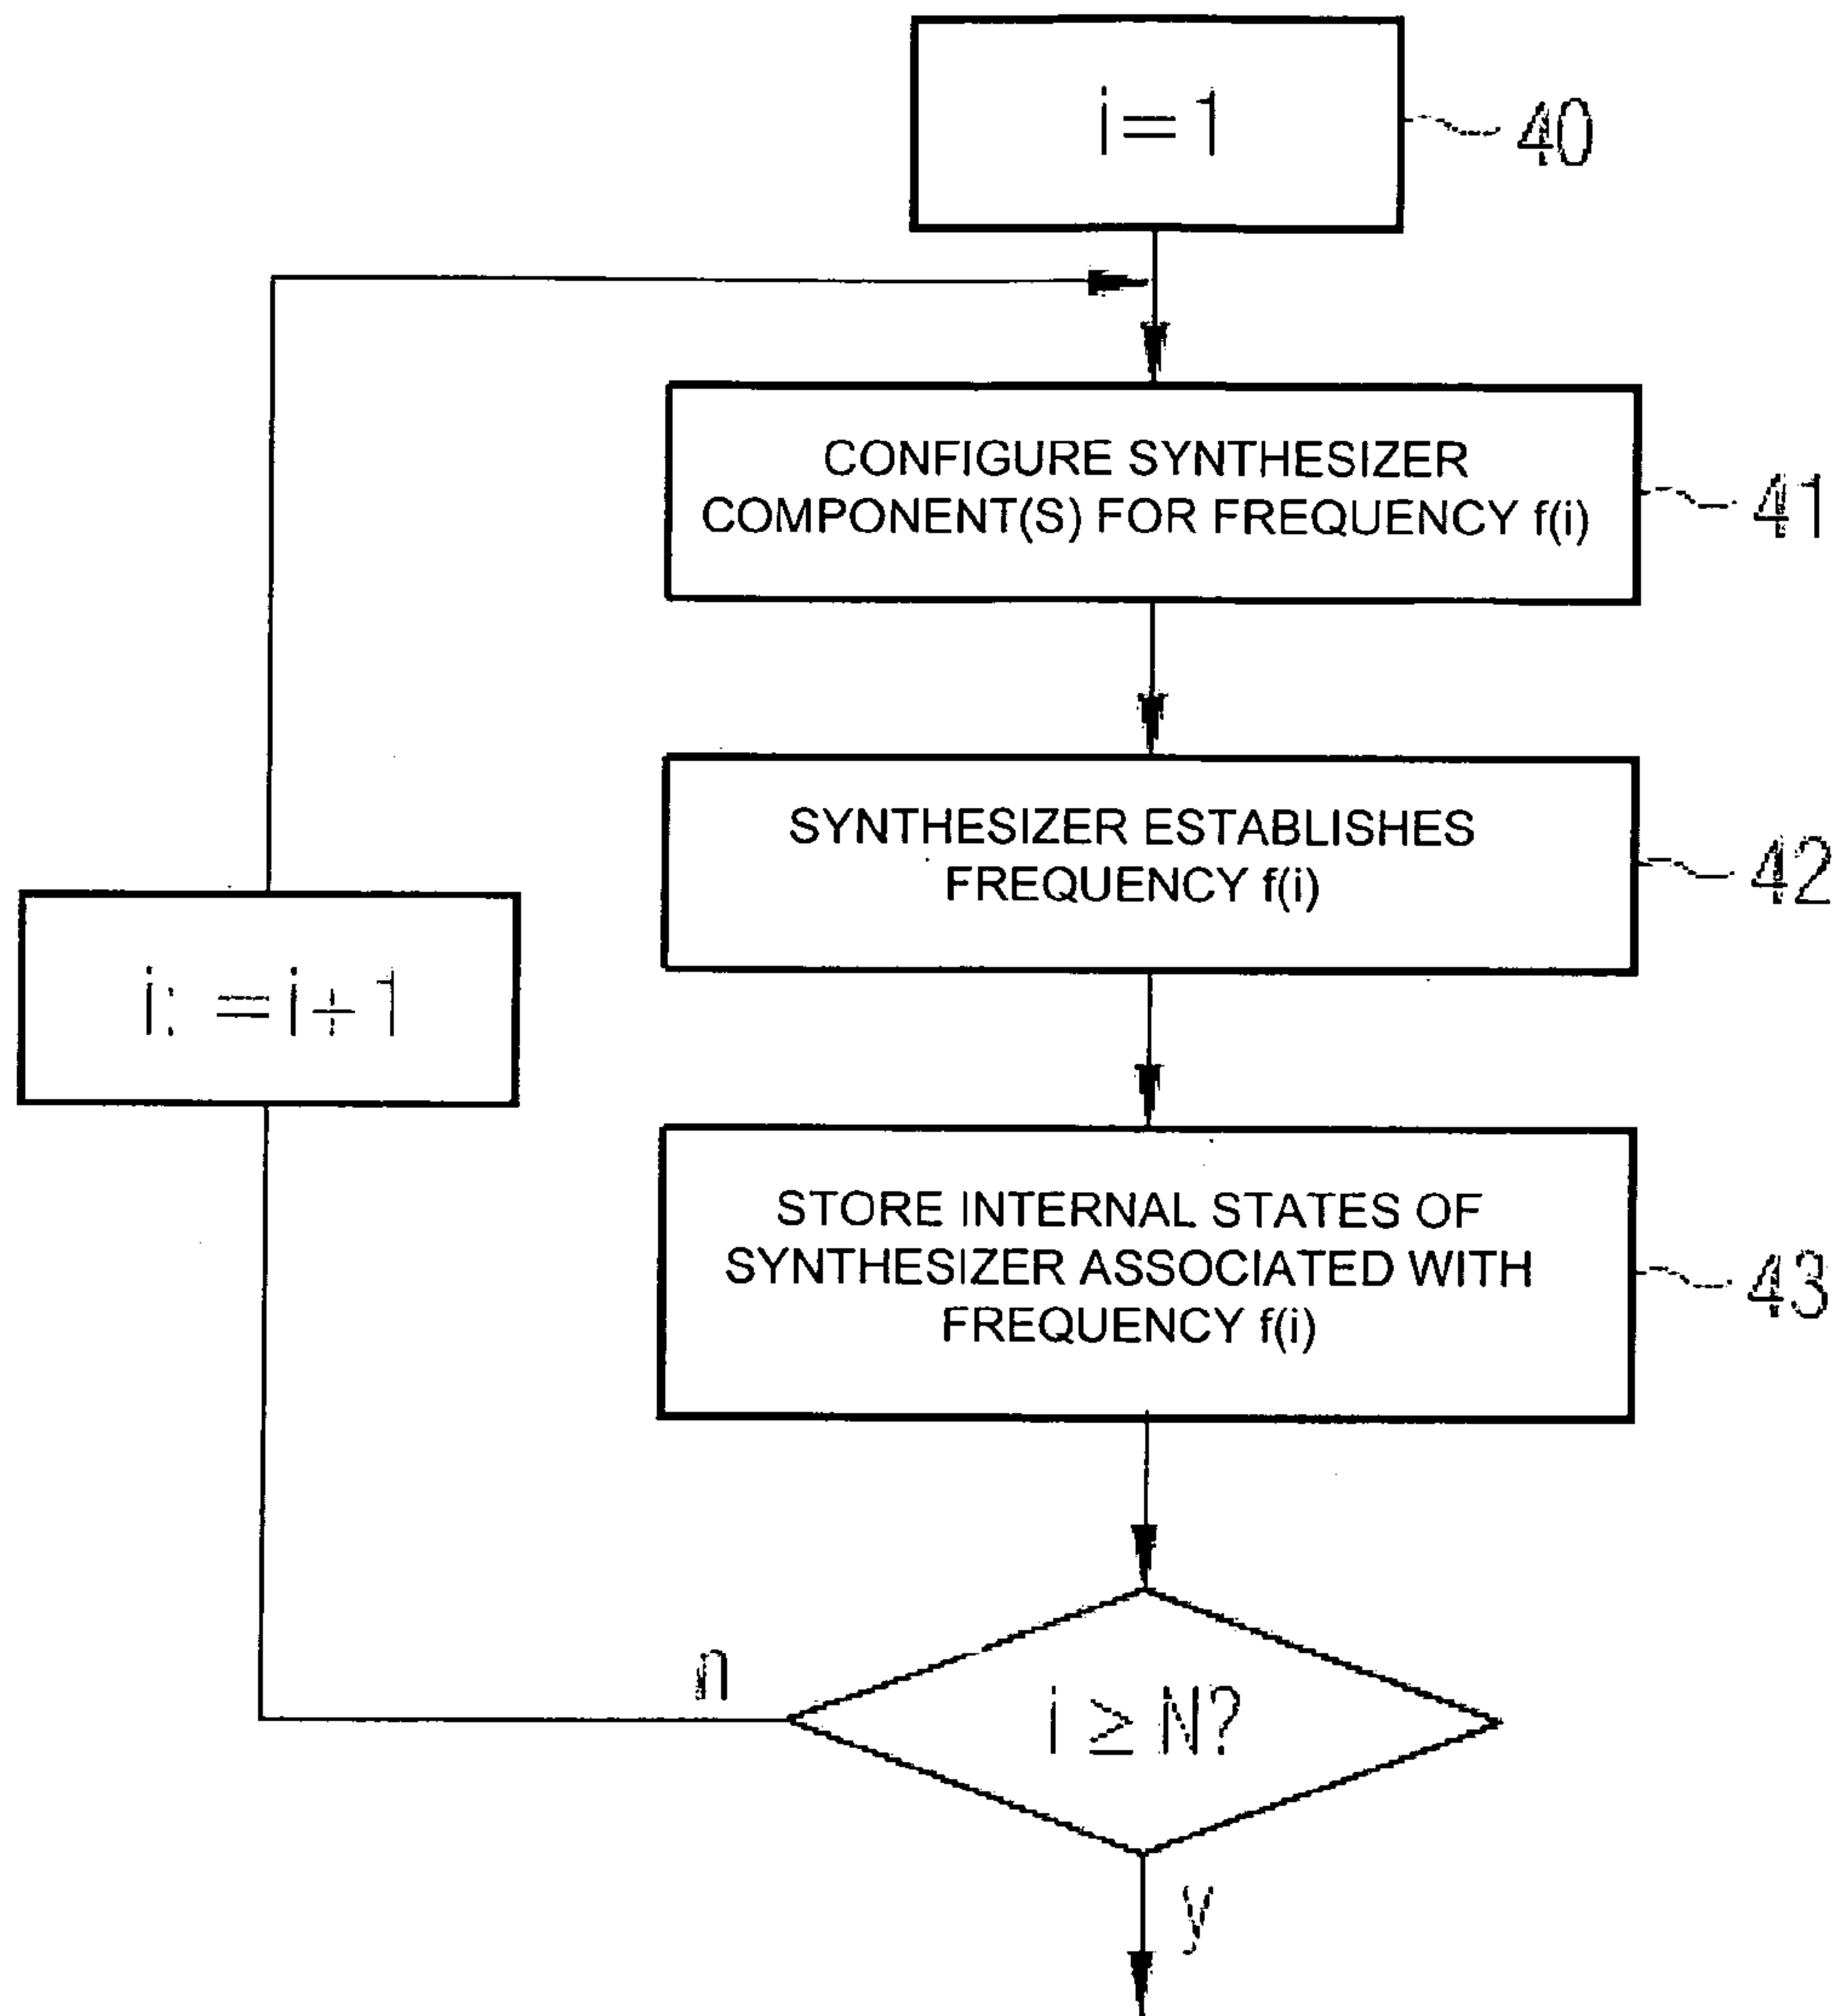 i=1
40
CONFIGURE SYNTHESIZER
COMPONENT(S) FOR FREQUENCY f(i)
41
SYNTHESIZER ESTABLISHES
FREQUENCY f(i)
42
i: =i+1
STORE INTERNAL STATES OF
SYNTHESIZER ASSOCIATED WITH
FREQUENCY f(i)
43
n
i ≥ N?
y